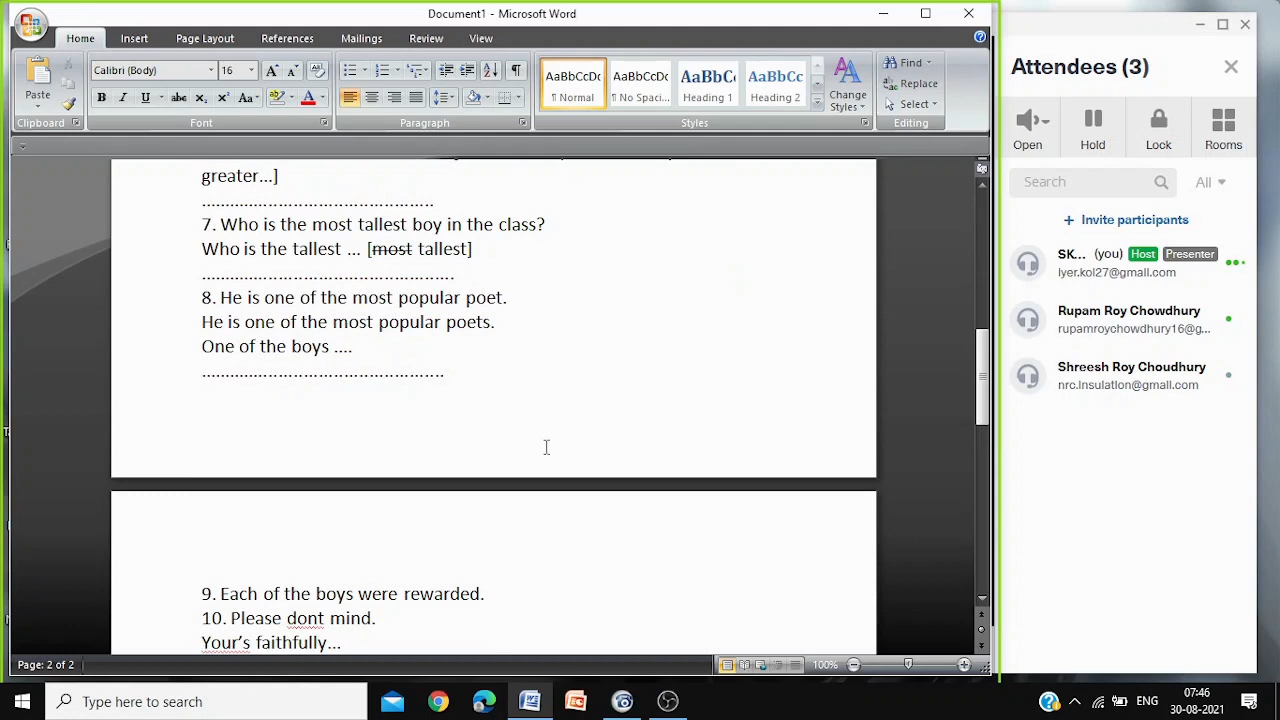 Document1 - Microsoft Word
Home Insert Page Layout References Mailings Review View
Paste
Calibri (Body) 16
AaBbCcDc AaBbCcDc AaBbC AaBbCc
¶ Normal ¶ No Spaci... Heading 1 Heading 2
Change Styles
Find
Replace
Select
Clipboard Font Paragraph Styles Editing
greater...]
.................................................
7. Who is the most tallest boy in the class?
Who is the tallest ... [most tallest]
.....................................................
8. He is one of the most popular poet.
He is one of the most popular poets.
One of the boys ....
...................................................
9. Each of the boys were rewarded.
10. Please dont mind.
Your’s faithfully...
Page: 2 of 2
100%
Attendees (3)
Open Hold Lock Rooms
Search All
+ Invite participants
SK... (you) Host Presenter
lyer.kol27@gmail.com
Rupam Roy Chowdhury
rupamroychowdhury16@g...
Shreesh Roy Choudhury
nrc.insulation@gmail.com
Type here to search
ENG
07:46
30-08-2021